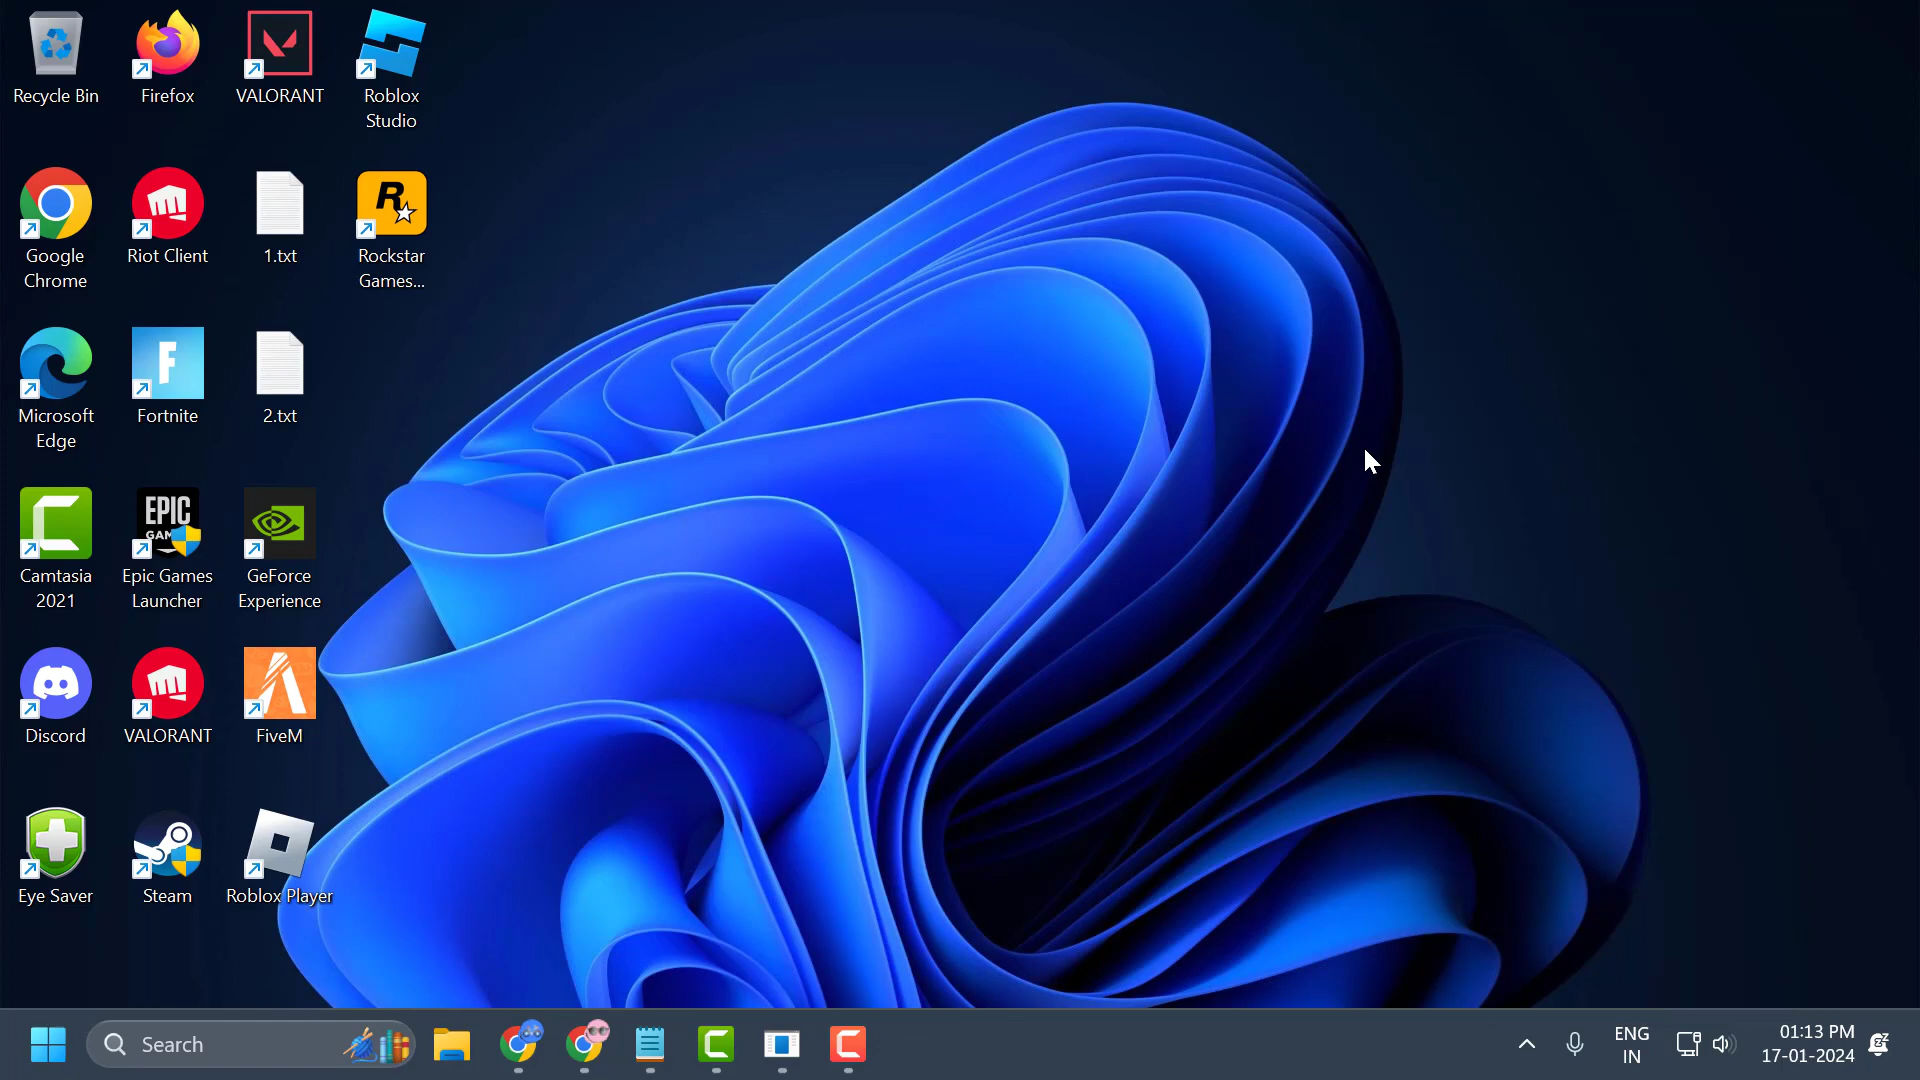 Recycle Bin
Firefox
VALORANT
Roblox
Studio
Google
Chrome
Riot Client
1.txt
R
Rockstar
Games...
Microsoft
Edge
F
Fortnite
2.txt
Camtasia
2021
EPIC
GAM
Epic Games
Launcher
GeForce
Experience
Discord
VALORANT
FiveM
Eye Saver
Steam
Roblox Player
Search
ENG
IN
01:13 PM
17-01-2024